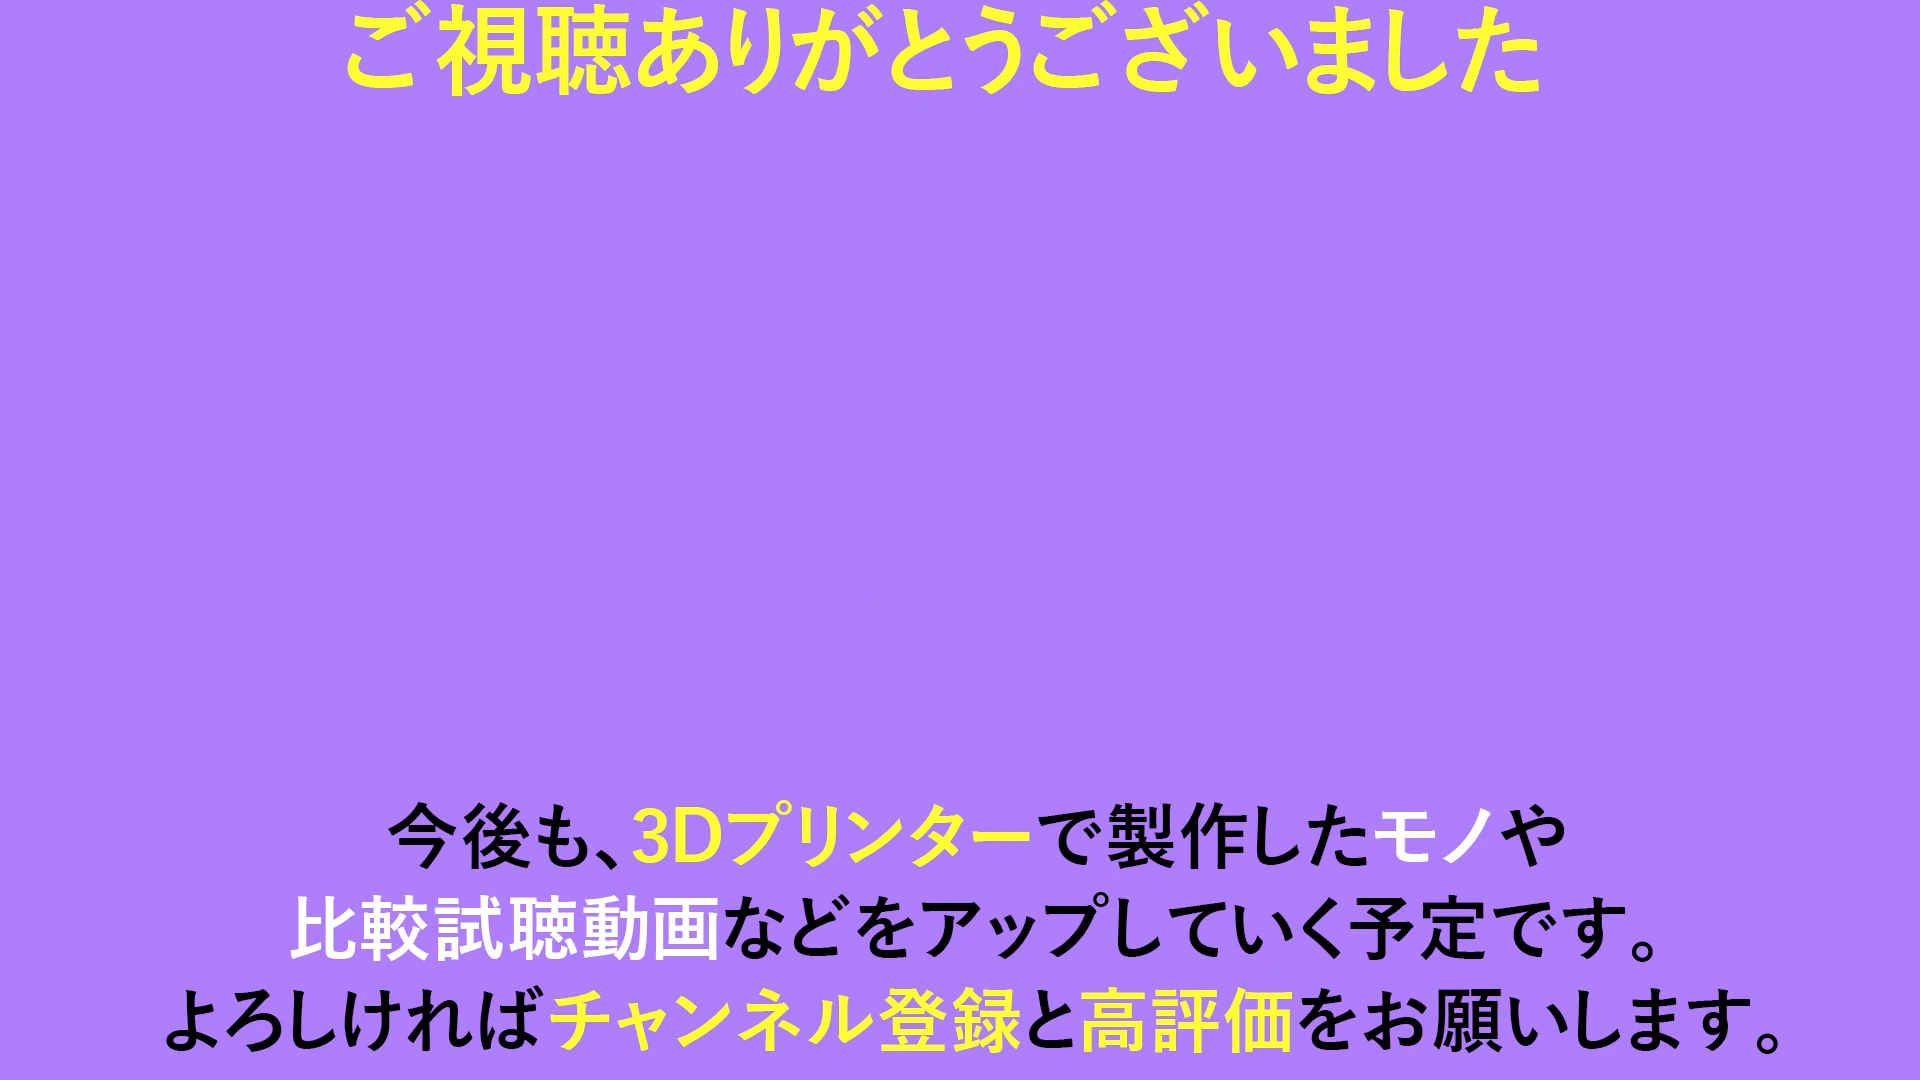 ご視聴ありがとうございました
今後も、3Dプリンターで製作したモノや
比較試聴動画などをアップしていく予定です。
よろしければチャンネル登録と高評価をお願いします。